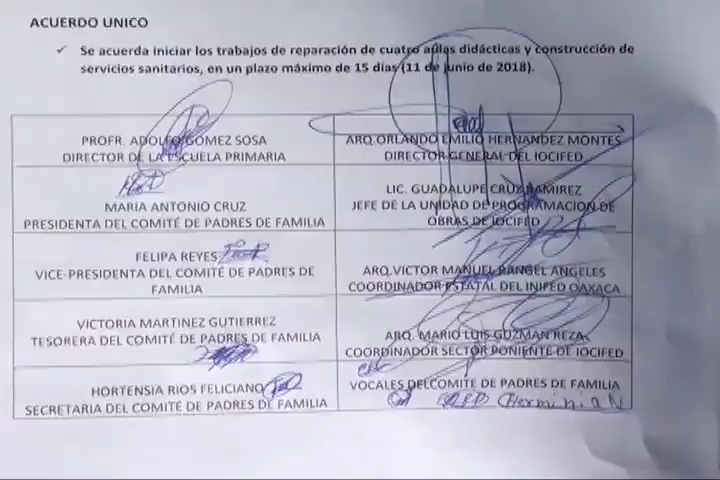 ACUERDO UNICO
✓ Se acuerda iniciar los trabajos de reparación de cuatro aulas didácticas y construcción de
servicios sanitarios, en un plazo máximo de 15 días (11 de junio de 2018).
PROFR. ADOLFO GOMEZ SOSA
DIRECTOR DE LA ESCUELA PRIMARIA
ARQ. ORLANDO EMILIO HERNANDEZ MONTES
DIRECTOR GENERAL DEL IOCIFED
MARIA ANTONIO CRUZ
PRESIDENTA DEL COMITÉ DE PADRES DE FAMILIA
LIC. GUADALUPE CRUZ RAMIREZ
JEFE DE LA UNIDAD DE PROGRAMACION DE
OBRAS DE IOCIFED
FELIPA REYES
VICE-PRESIDENTA DEL COMITÉ DE PADRES DE
FAMILIA
ARQ. VICTOR MANUEL RANGEL ANGELES
COORDINADOR ESTATAL DEL INIFED OAXACA
VICTORIA MARTINEZ GUTIERREZ
TESORERA DEL COMITÉ DE PADRES DE FAMILIA
ARQ. MARIO LUIS GUZMAN REZA
COORDINADOR SECTOR PONIENTE DE IOCIFED
HORTENSIA RIOS FELICIANO
SECRETARIA DEL COMITÉ DE PADRES DE FAMILIA
VOCALES DEL COMITE DE PADRES DE FAMILIA
Herminia N